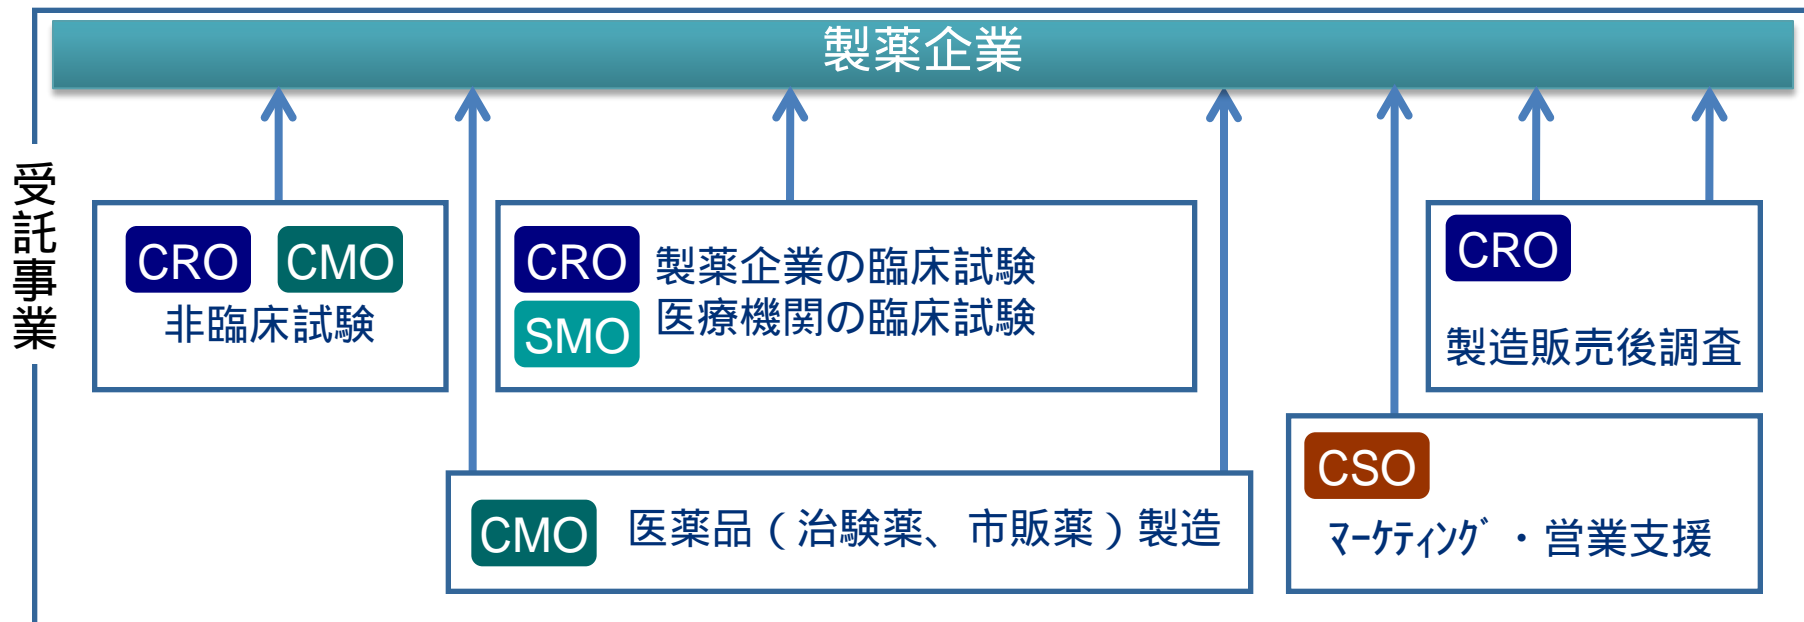 製薬企業
受託事業
CRO CMO
非臨床試験
CRO 製薬企業の臨床試験
SMO 医療機関の臨床試験
CRO
製造販売後調査
CMO 医薬品（治験薬、市販薬）製造
CSO
ﾏｰｹﾃｨﾝｸﾞ・営業支援